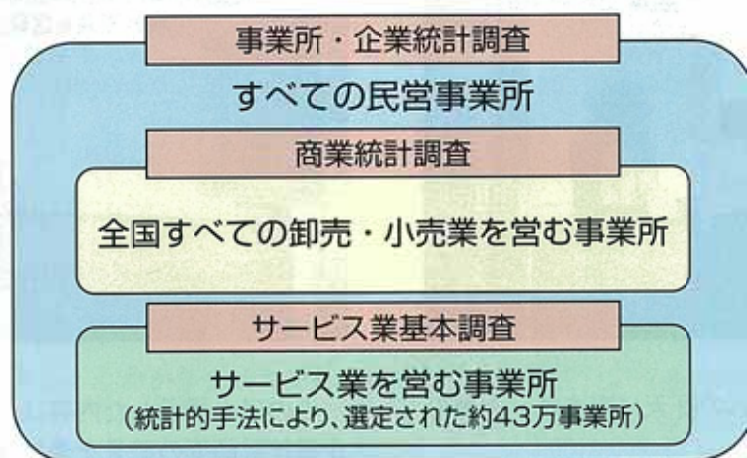 事業所・企業統計調査
すべての民営事業所
商業統計調査
全国すべての卸売・小売業を営む事業所
サービス業基本調査
サービス業を営む事業所
(統計的手法により、選定された約43万事業所)